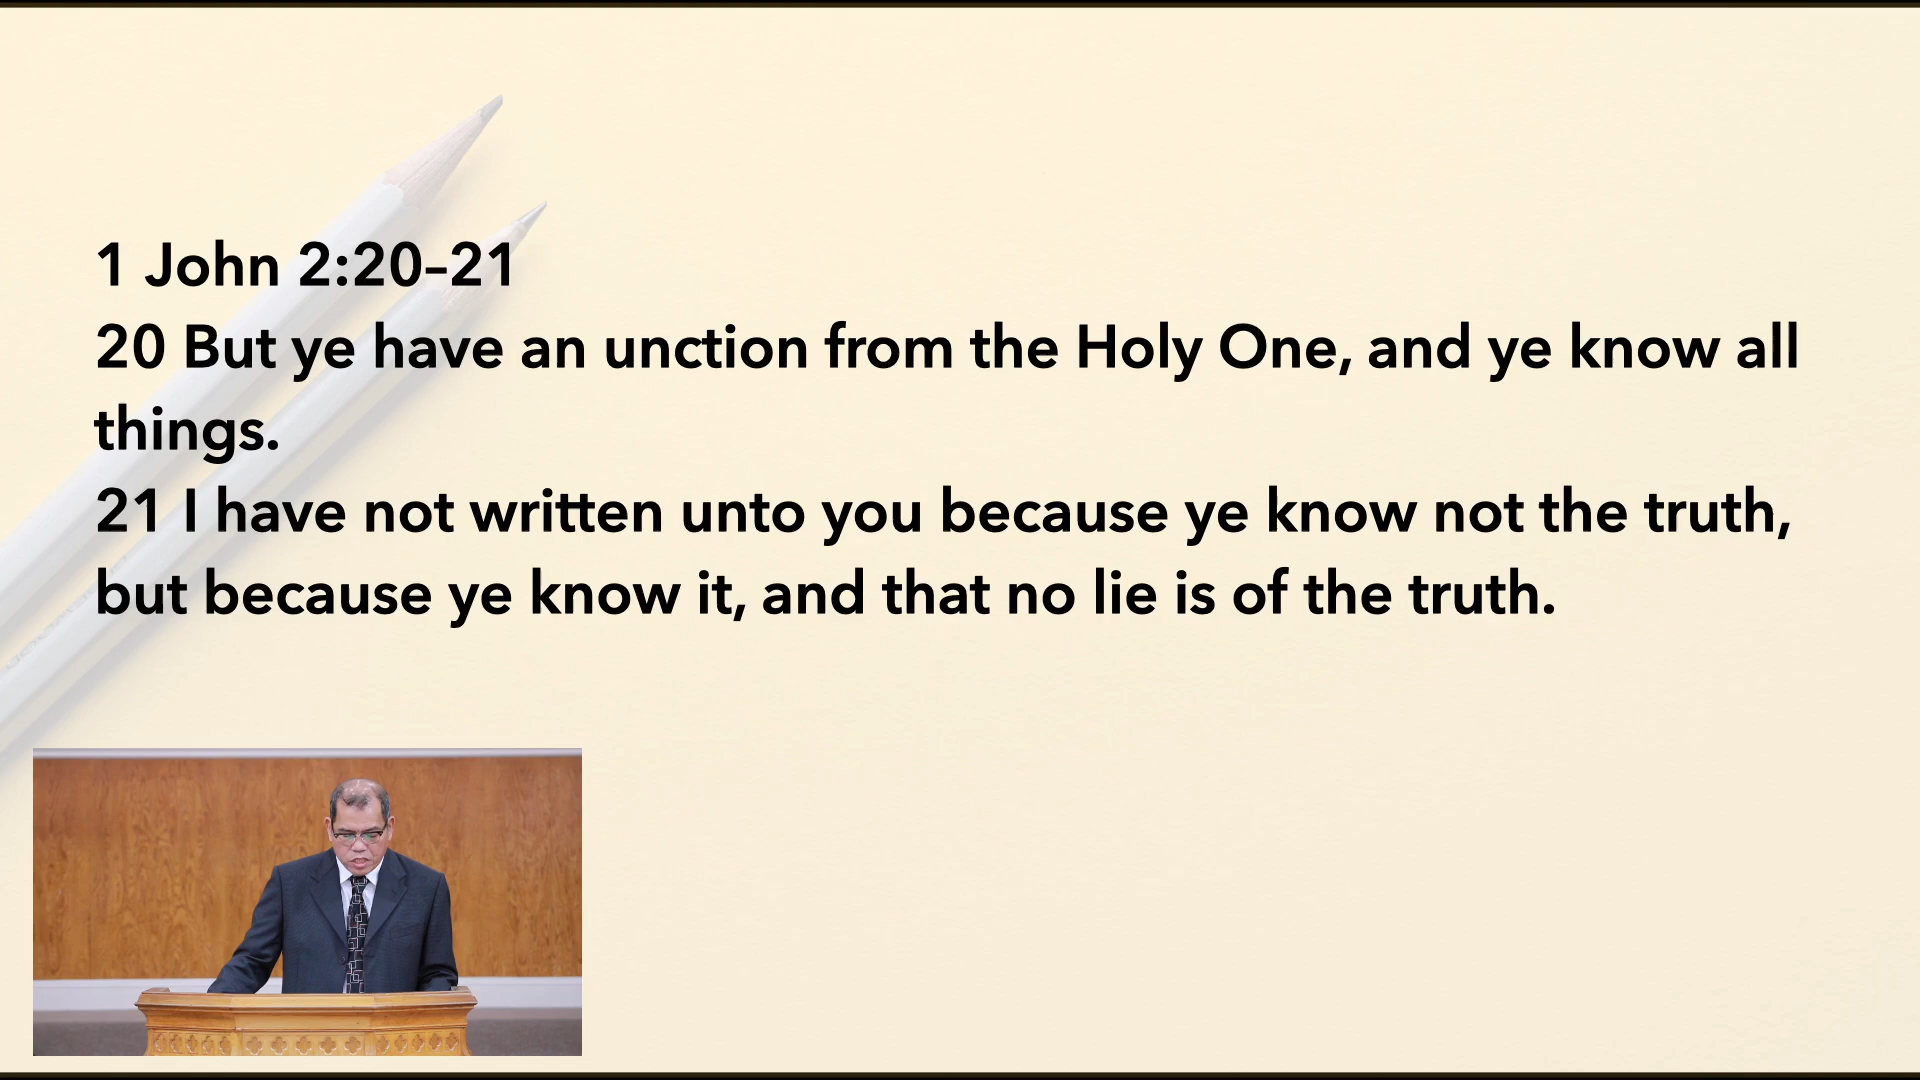 1 John 2:20–21
20 But ye have an unction from the Holy One, and ye know all
things.
21 I have not written unto you because ye know not the truth,
but because ye know it, and that no lie is of the truth.